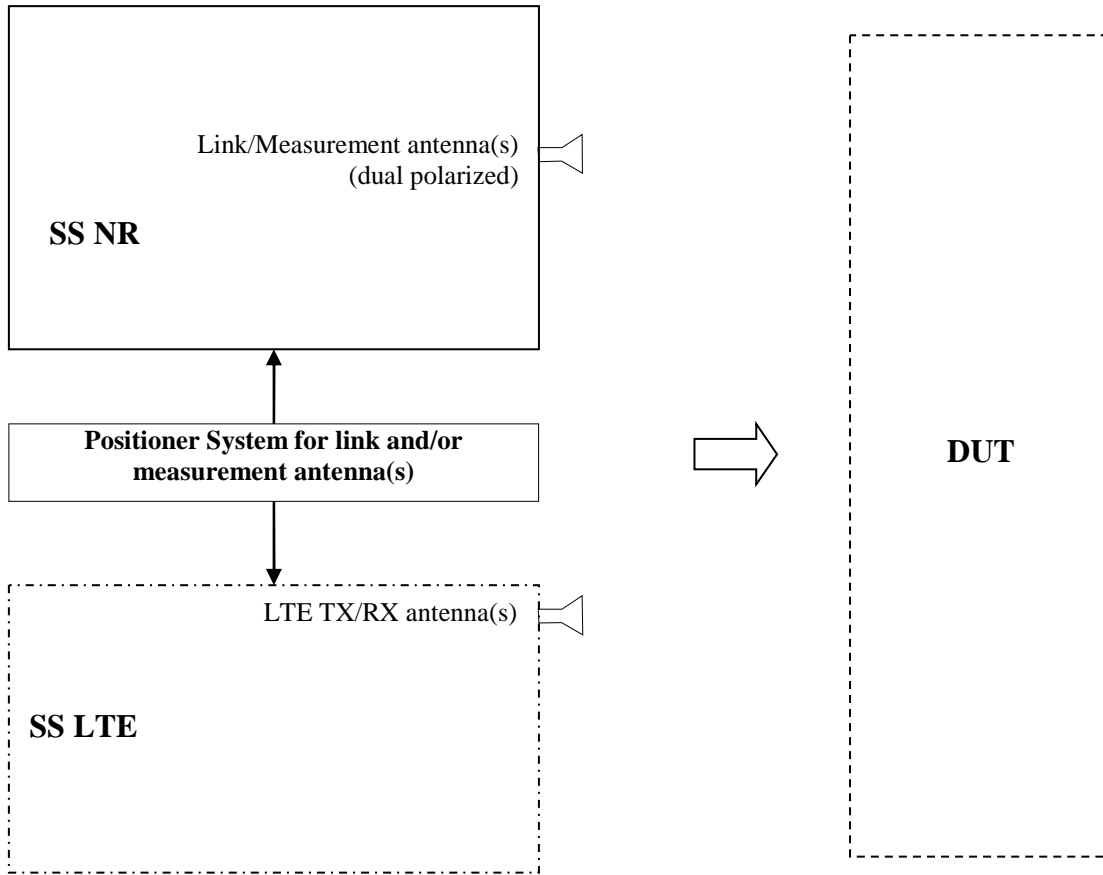 Link/Measurement antenna(s)
(dual polarized)
SS NR
Positioner System for link and/or
measurement antenna(s)
DUT
LTE TX/RX antenna(s)
SS LTE